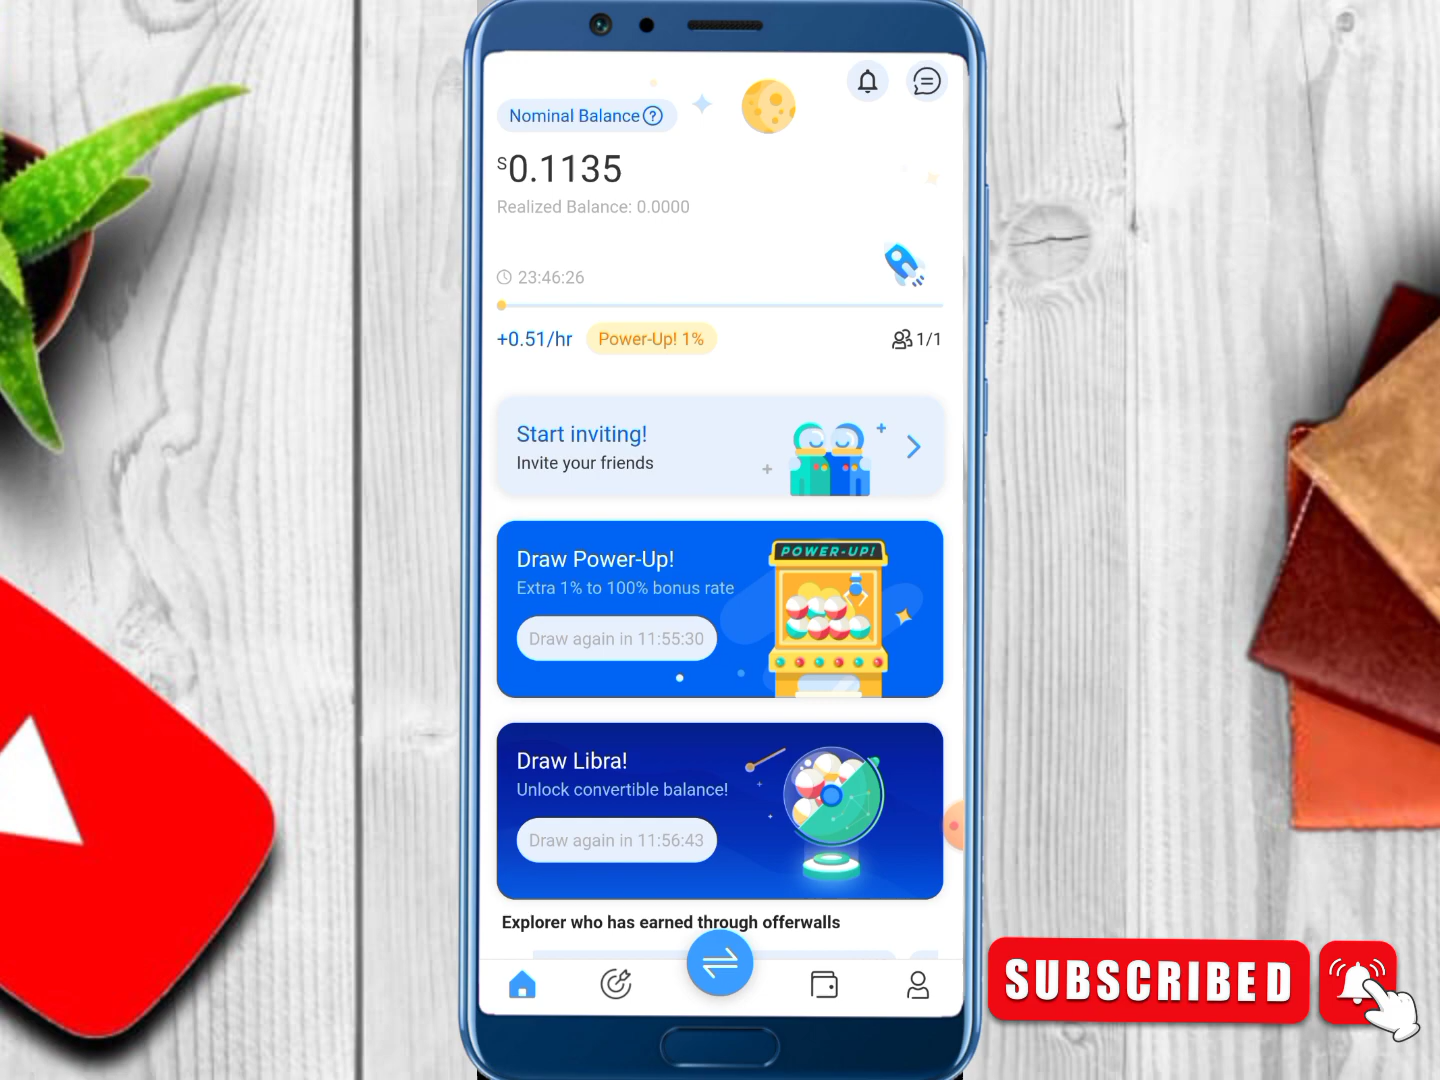 Nominal Balance ?
S0.1135
Realized Balance: 0.0000
23:46:26
+0.51/hr Power-Up! 1% 1/1
Start inviting!
Invite your friends
Draw Power-Up!
Extra 1% to 100% bonus rate
Draw again in 11:55:30
POWER-UP!
Draw Libra!
Unlock convertible balance!
Draw again in 11:56:43
Explorer who has earned through offerwalls
SUBSCRIBED